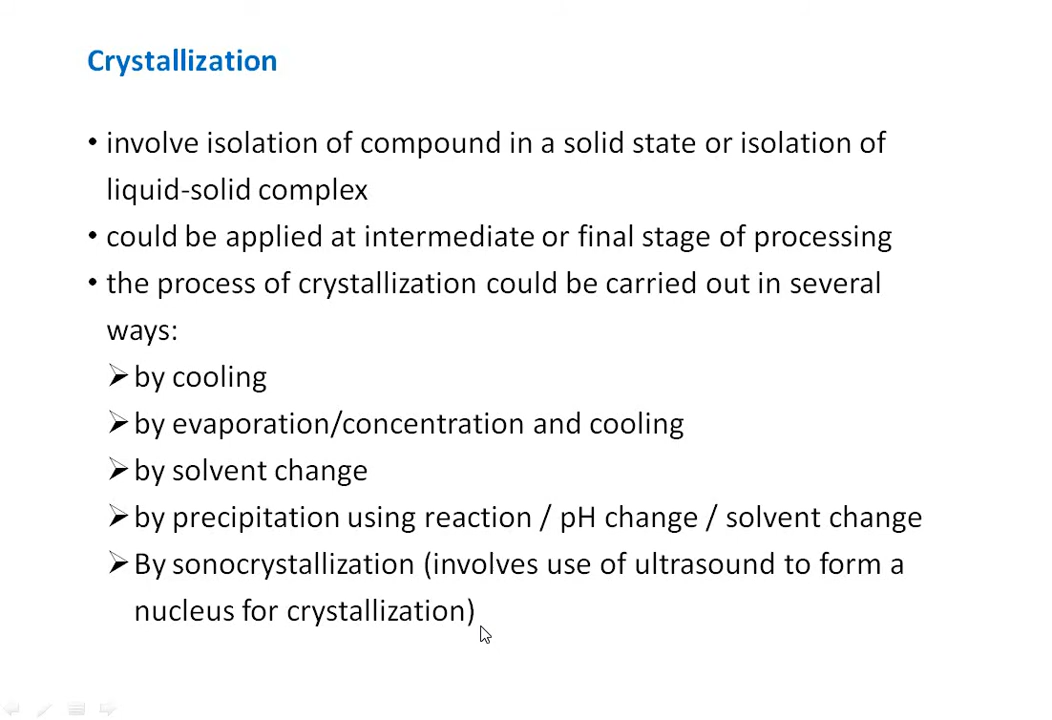 Crystallization
• involve isolation of compound in a solid state or isolation of
liquid-solid complex
• could be applied at intermediate or final stage of processing
• the process of crystallization could be carried out in several
ways:
➢ by cooling
➢ by evaporation/concentration and cooling
➢ by solvent change
➢ by precipitation using reaction / pH change / solvent change
➢ By sonocrystallization (involves use of ultrasound to form a
nucleus for crystallization)